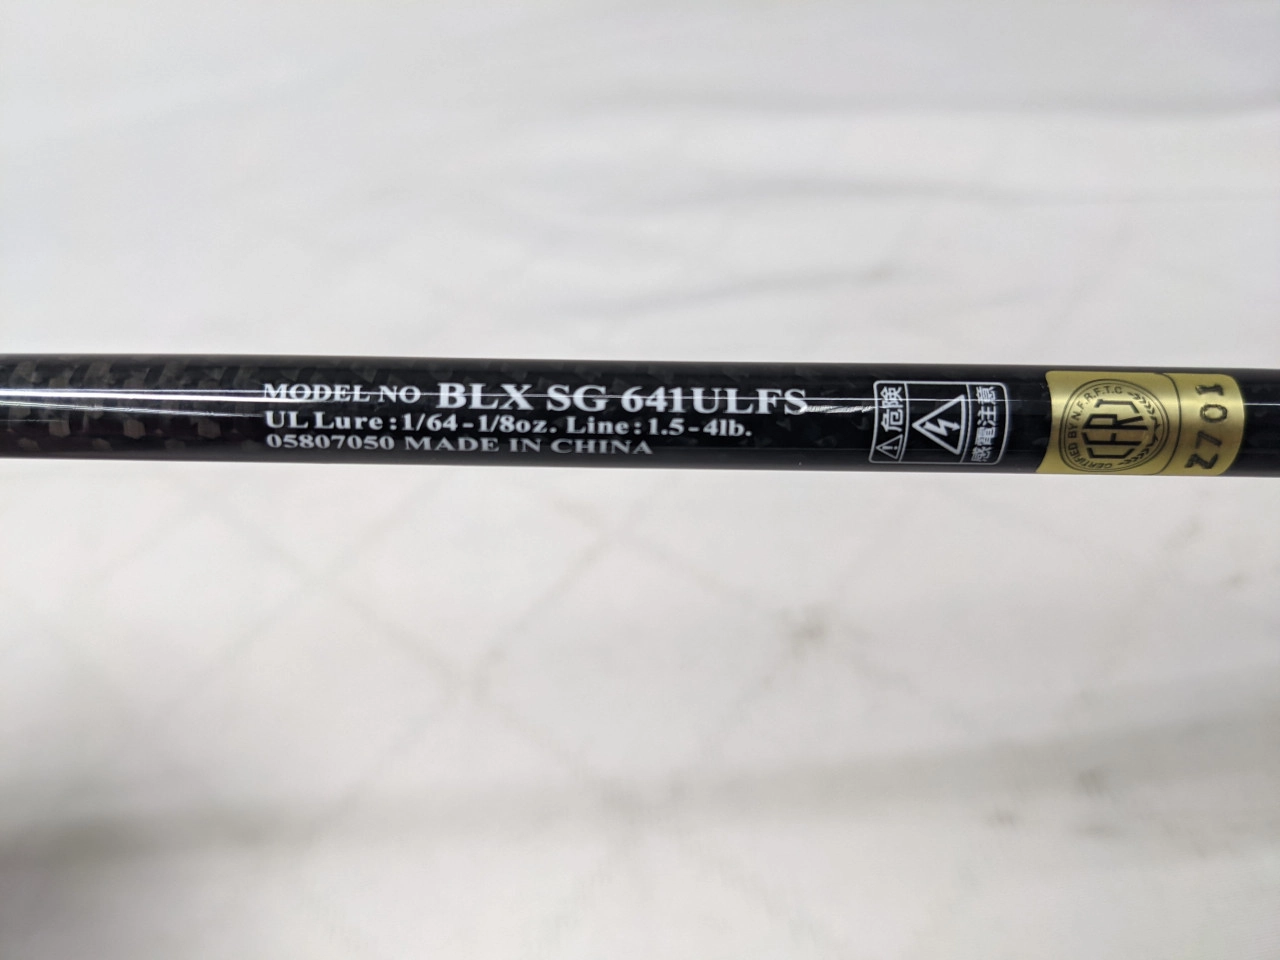 MODEL NO BLX SG 641ULFS
UL Lure:1/64-1/8oz. Line:1.5-4lb.
05807050 MADE IN CHINA
危険
感電注意
CERTIFIED BY N.F.R.F.T.C
CFRJ
Z701